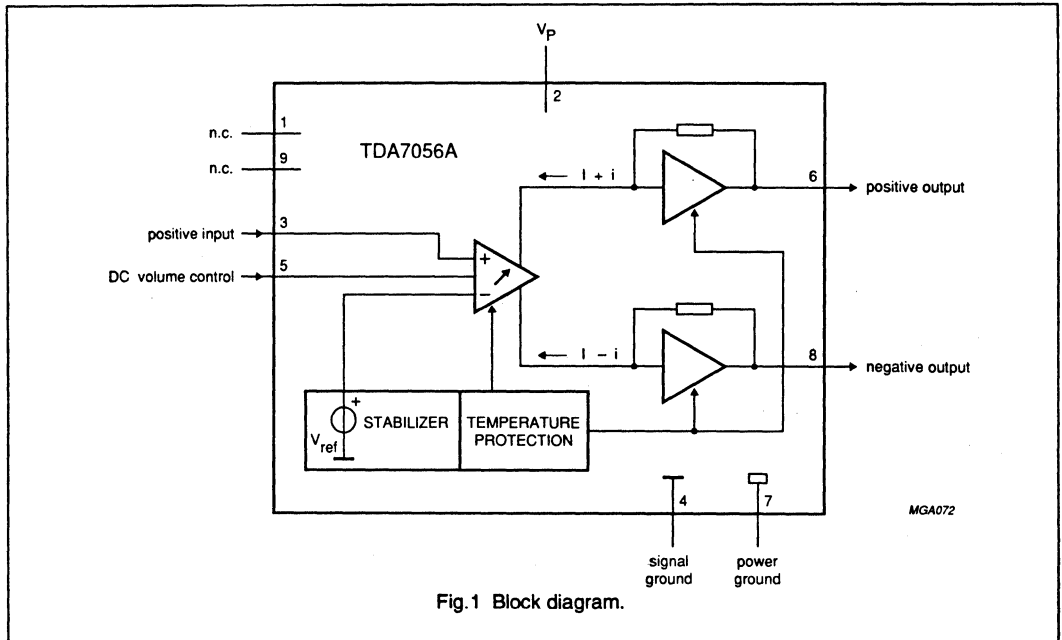 V_P
2
n.c.
1
TDA7056A
n.c.
9
I + i
6
positive output
positive input
3
+
DC volume control
5
−
I − i
8
negative output
+
STABILIZER
V_ref
TEMPERATURE
PROTECTION
4
7
MGA072
signal
ground
power
ground
Fig.1 Block diagram.